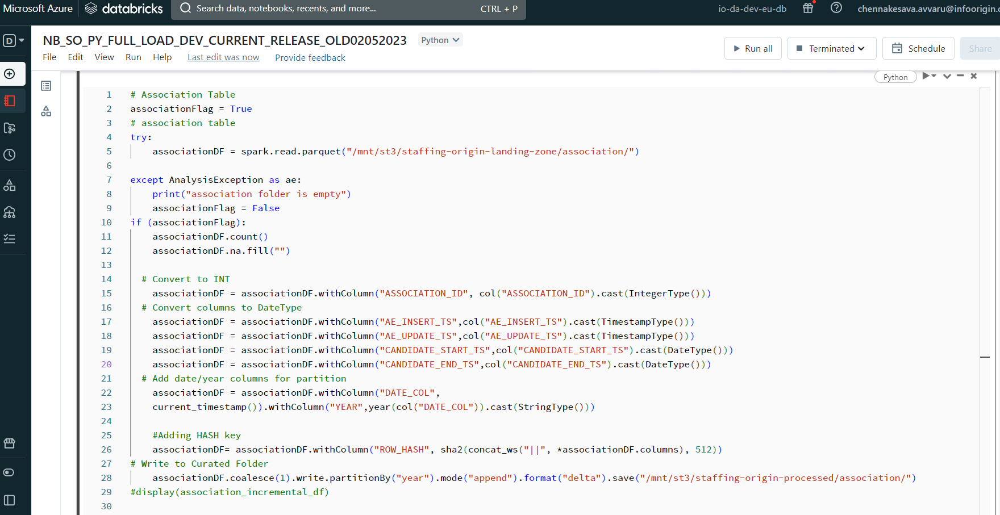 Microsoft Azure databricks Search data, notebooks, recents, and more... CTRL + P io-da-dev-eu-db chennakesava.avvaru@infoorigin.
D NB_SO_PY_FULL_LOAD_DEV_CURRENT_RELEASE_OLD02052023 Python
File Edit View Run Help Last edit was now Provide feedback Run all Terminated Schedule Share
Python
1 # Association Table
2 associationFlag = True
3 # association table
4 try:
5 associationDF = spark.read.parquet("/mnt/st3/staffing-origin-landing-zone/association/")
6
7 except AnalysisException as ae:
8 print("association folder is empty")
9 associationFlag = False
10 if (associationFlag):
11 associationDF.count()
12 associationDF.na.fill("")
13
14 # Convert to INT
15 associationDF = associationDF.withColumn("ASSOCIATION_ID", col("ASSOCIATION_ID").cast(IntegerType()))
16 # Convert columns to DateType
17 associationDF = associationDF.withColumn("AE_INSERT_TS",col("AE_INSERT_TS").cast(TimestampType()))
18 associationDF = associationDF.withColumn("AE_UPDATE_TS",col("AE_UPDATE_TS").cast(TimestampType()))
19 associationDF = associationDF.withColumn("CANDIDATE_START_TS",col("CANDIDATE_START_TS").cast(DateType()))
20 associationDF = associationDF.withColumn("CANDIDATE_END_TS",col("CANDIDATE_END_TS").cast(DateType()))
21 # Add date/year columns for partition
22 associationDF = associationDF.withColumn("DATE_COL",
23 current_timestamp()).withColumn("YEAR",year(col("DATE_COL")).cast(StringType()))
24
25 #Adding HASH key
26 associationDF= associationDF.withColumn("ROW_HASH", sha2(concat_ws("||", *associationDF.columns), 512))
27 # Write to Curated Folder
28 associationDF.coalesce(1).write.partitionBy("year").mode("append").format("delta").save("/mnt/st3/staffing-origin-processed/association/")
29 #display(association_incremental_df)
30